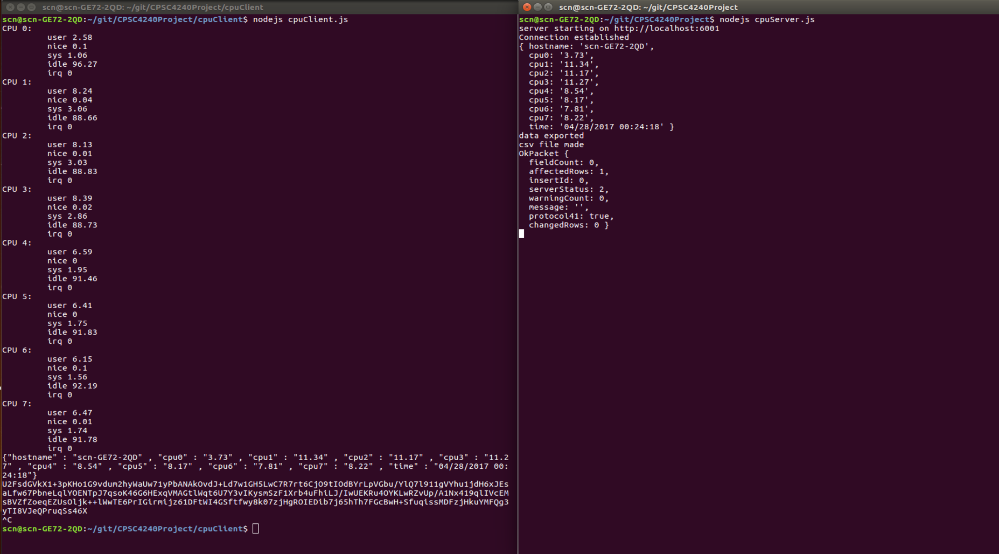 scn@scn-GE72-2QD: ~/git/CPSC4240Project/cpuClient
scn@scn-GE72-2QD:~/git/CPSC4240Project/cpuClient$ nodejs cpuClient.js
CPU 0:
user 2.58
nice 0.1
sys 1.06
idle 96.27
irq 0
CPU 1:
user 8.24
nice 0.04
sys 3.06
idle 88.66
irq 0
CPU 2:
user 8.13
nice 0.01
sys 3.03
idle 88.83
irq 0
CPU 3:
user 8.39
nice 0.02
sys 2.86
idle 88.73
irq 0
CPU 4:
user 6.59
nice 0
sys 1.95
idle 91.46
irq 0
CPU 5:
user 6.41
nice 0
sys 1.75
idle 91.83
irq 0
CPU 6:
user 6.15
nice 0.1
sys 1.56
idle 92.19
irq 0
CPU 7:
user 6.47
nice 0.01
sys 1.74
idle 91.78
irq 0
{"hostname" : "scn-GE72-2QD" , "cpu0" : "3.73" , "cpu1" : "11.34" , "cpu2" : "11.17" , "cpu3" : "11.2
7" , "cpu4" : "8.54" , "cpu5" : "8.17" , "cpu6" : "7.81" , "cpu7" : "8.22" , "time" : "04/28/2017 00:
24:18"}
U2FsdGVkX1+3pKHo1G9vdum2hyWaUw71yPbANAkOvdJ+Ld7w1GH5LwC7R7rt6CjO9tIOdBYrLpVGbu/YlQ7l911gVYhu1jdH6xJEs
aLfw67PbneLqlYOENTpJ7qsoK46G6HExqVMAGtlWqt6U7Y3vIKysmSzF1Xrb4uFhiLJ/IwUEKRu4OYKLwRZvUp/A1Nx419qlIVcEM
sBVZfZoeqEZUsOljk++lWwTE6PrIGirmijz61DFtWI4GSftfwy8k07zjHgROIEDib7j65hTh7FGcBwH+SfuqissMDFzjHkuYMFQg3
yTI8VJeQPruqSs46X
^C
scn@scn-GE72-2QD:~/git/CPSC4240Project/cpuClient$
scn@scn-GE72-2QD: ~/git/CPSC4240Project
scn@scn-GE72-2QD:~/git/CPSC4240Project$ nodejs cpuServer.js
server starting on http://localhost:6001
Connection established
{ hostname: 'scn-GE72-2QD',
cpu0: '3.73',
cpu1: '11.34',
cpu2: '11.17',
cpu3: '11.27',
cpu4: '8.54',
cpu5: '8.17',
cpu6: '7.81',
cpu7: '8.22',
time: '04/28/2017 00:24:18' }
data exported
csv file made
OkPacket {
fieldCount: 0,
affectedRows: 1,
insertId: 0,
serverStatus: 2,
warningCount: 0,
message: '',
protocol41: true,
changedRows: 0 }